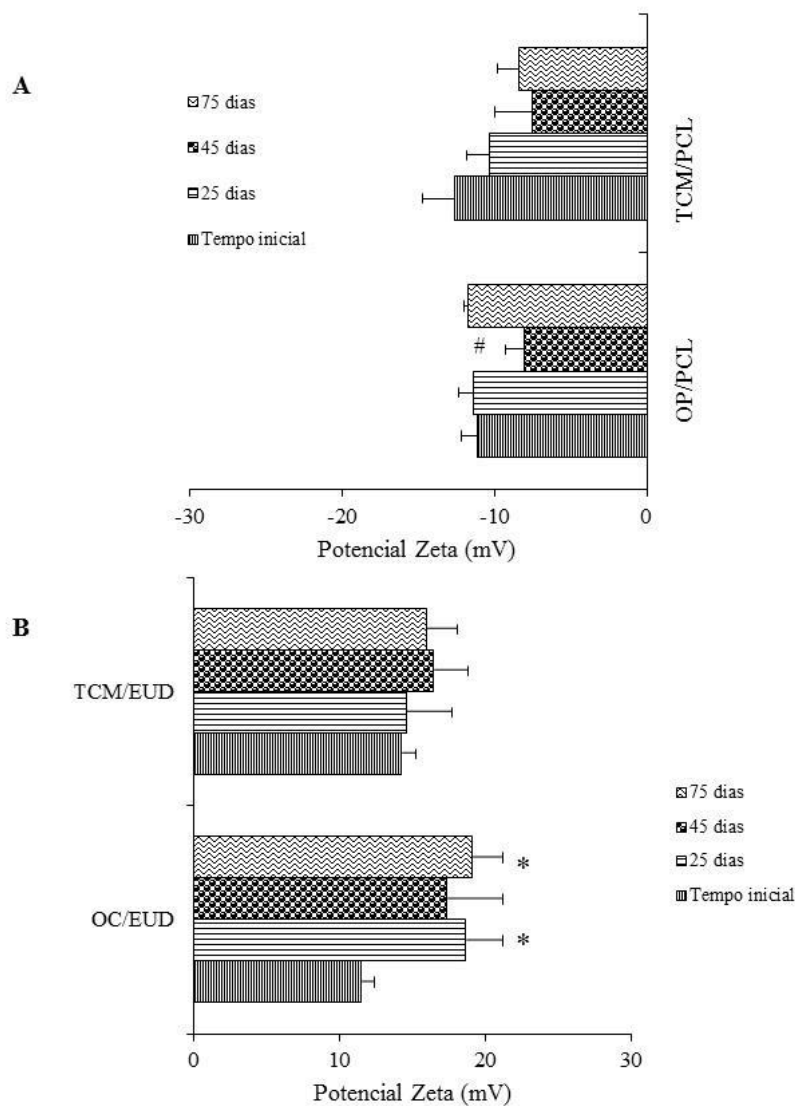 A
75 dias
45 dias
25 dias
Tempo inicial
TCM/PCL
#
OP/PCL
-30 -20 -10 0
Potencial Zeta (mV)
B
TCM/EUD
75 dias
45 dias
25 dias
Tempo inicial
*
OC/EUD
*
0 10 20 30
Potencial Zeta (mV)